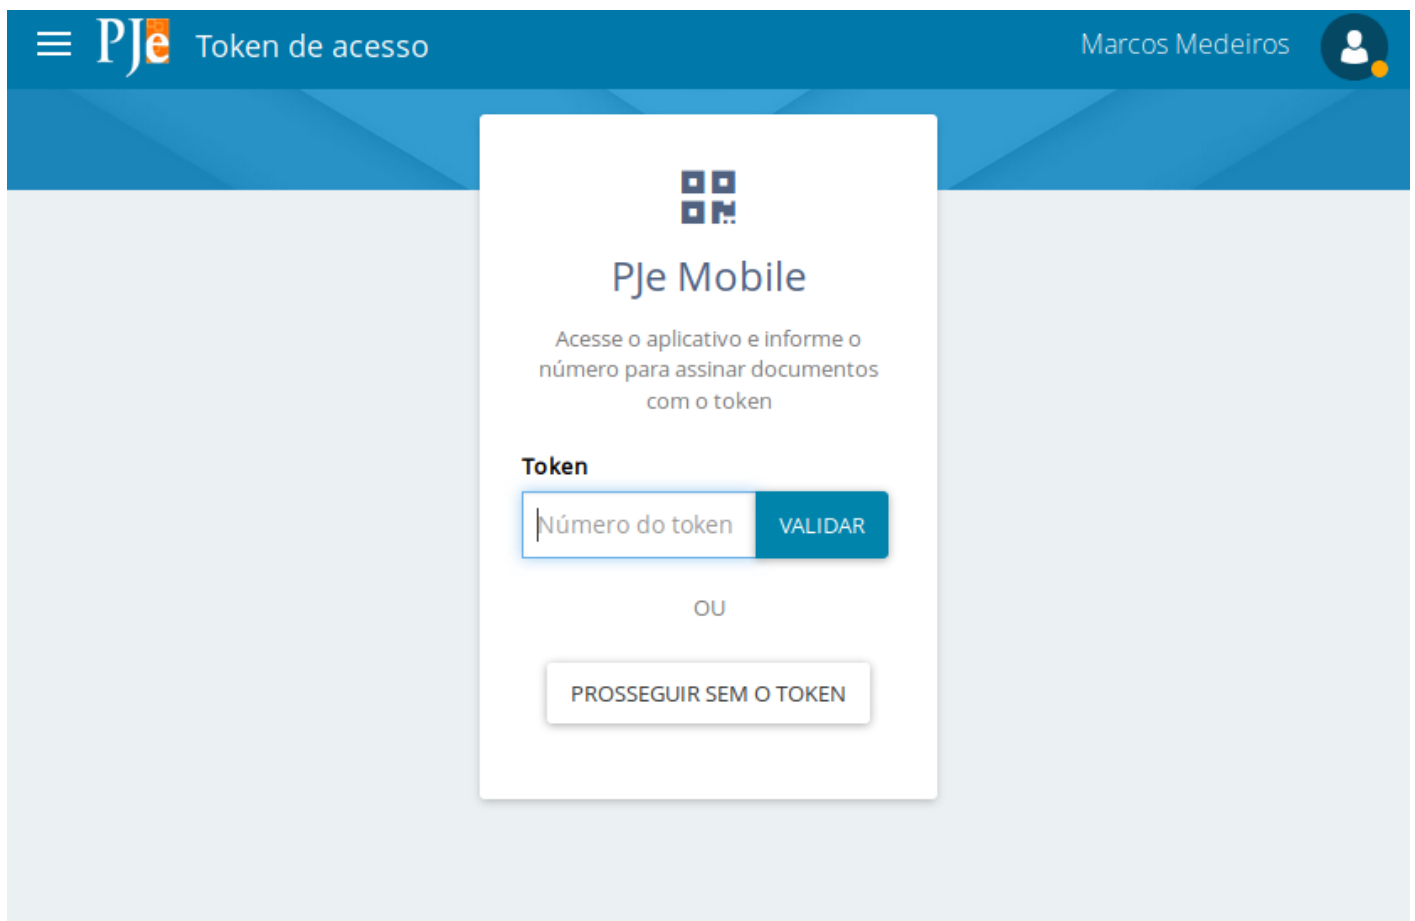 PJe Token de acesso Marcos Medeiros
PJe Mobile
Acesse o aplicativo e informe o
número para assinar documentos
com o token
Token
Número do token VALIDAR
OU
PROSSEGUIR SEM O TOKEN